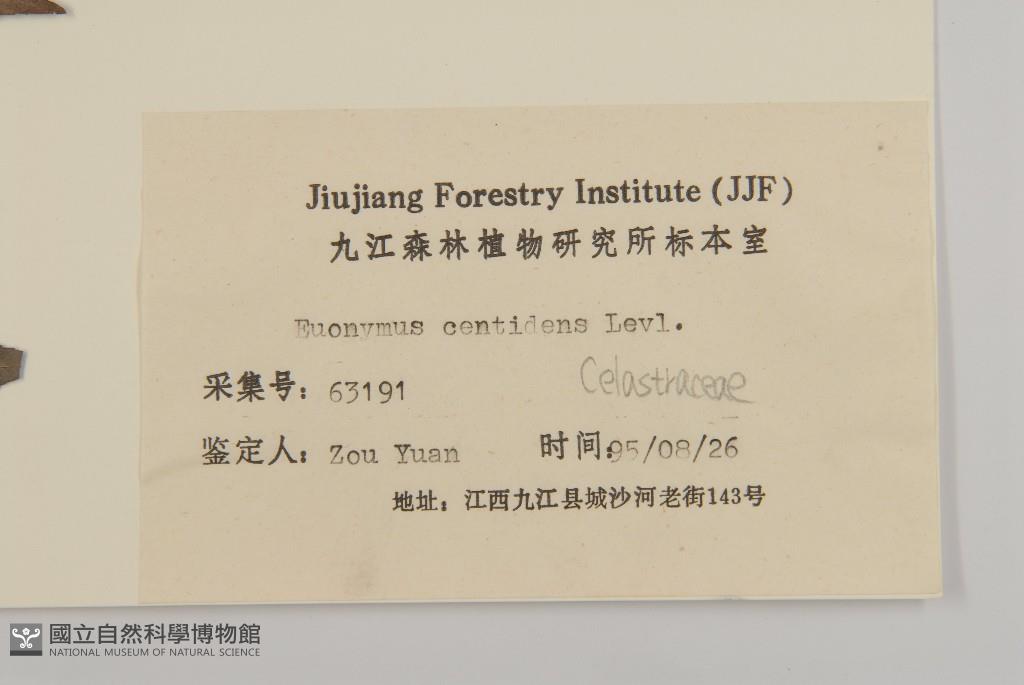 Jiujiang Forestry Institute (JJF)
九江森林植物研究所标本室
Euonymus centidens Levl.
Celastraceae
采集号: 63191
鉴定人: Zou Yuan 时间:95/08/26
地址: 江西九江县城沙河老街143号
國立自然科學博物館
NATIONAL MUSEUM OF NATURAL SCIENCE